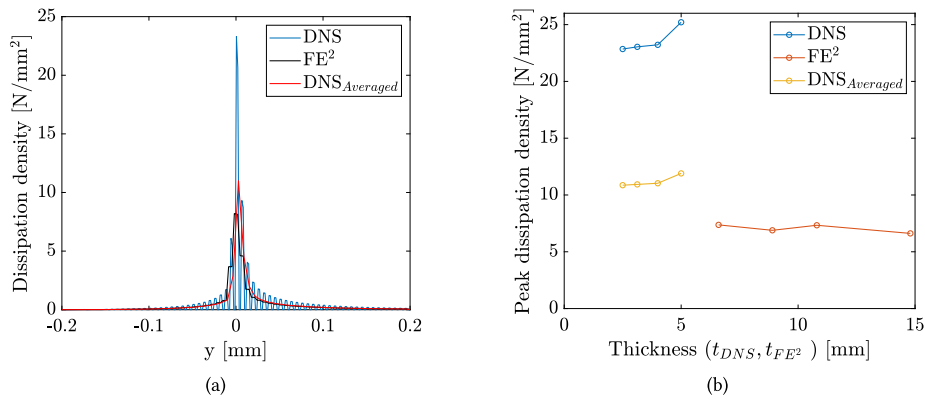 25
20
15
10
5
0
-0.2
-0.1
0
0.1
0.2
Dissipation density [N/mm²]
y [mm]
DNS
FE²
DNS_Averaged
(a)
25
20
15
10
5
0
0
5
10
15
Peak dissipation density [N/mm²]
Thickness (t_DNS, t_FE² ) [mm]
DNS
FE²
DNS_Averaged
(b)